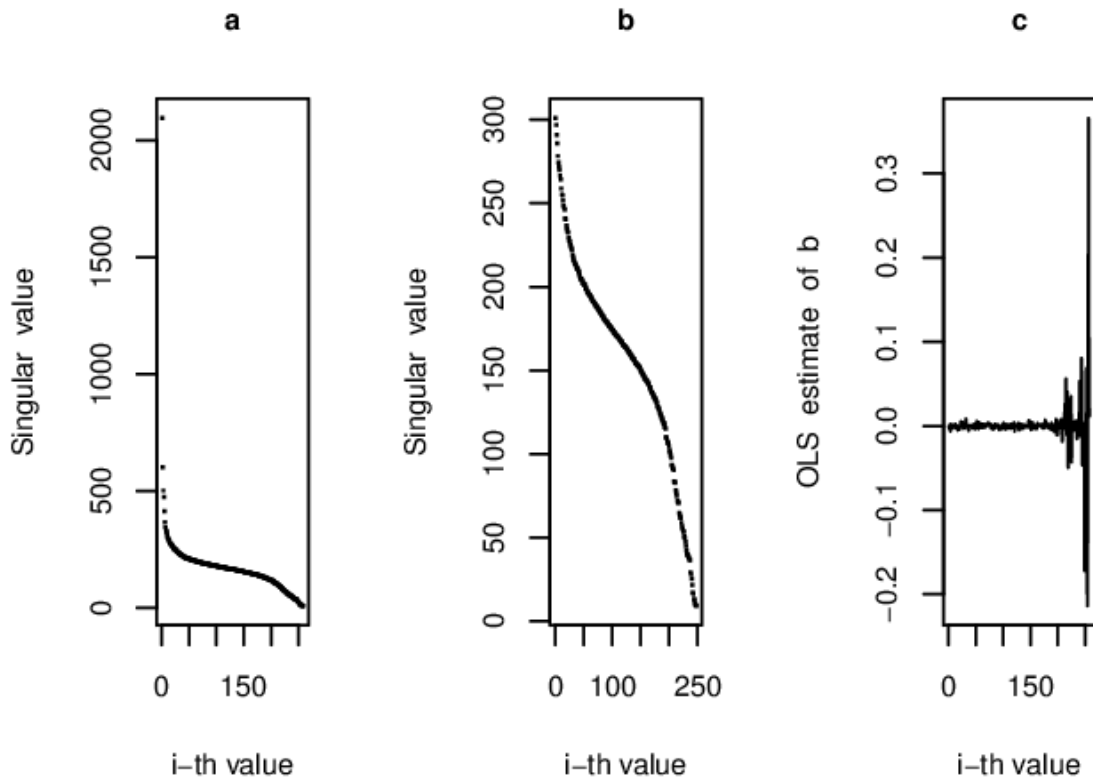 a
Singular value
2000
1500
1000
500
0
0 150
i-th value
b
Singular value
300
250
200
150
100
50
0
0 100 250
i-th value
c
OLS estimate of b
0.3
0.2
0.1
0.0
-0.1
-0.2
0 150
i-th value